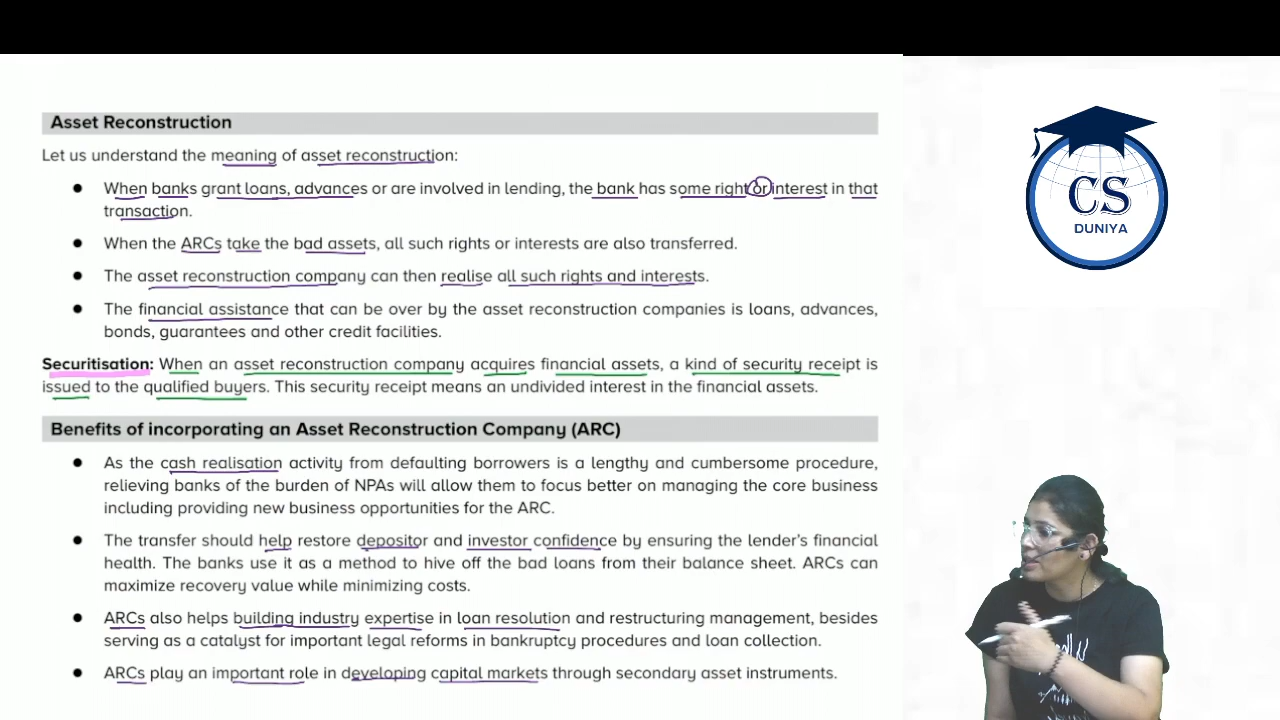 Asset Reconstruction
Let us understand the meaning of asset reconstruction:
● When banks grant loans, advances or are involved in lending, the bank has some right or interest in that
transaction.
● When the ARCs take the bad assets, all such rights or interests are also transferred.
● The asset reconstruction company can then realise all such rights and interests.
● The financial assistance that can be over by the asset reconstruction companies is loans, advances,
bonds, guarantees and other credit facilities.
Securitisation: When an asset reconstruction company acquires financial assets, a kind of security receipt is
issued to the qualified buyers. This security receipt means an undivided interest in the financial assets.
Benefits of incorporating an Asset Reconstruction Company (ARC)
● As the cash realisation activity from defaulting borrowers is a lengthy and cumbersome procedure,
relieving banks of the burden of NPAs will allow them to focus better on managing the core business
including providing new business opportunities for the ARC.
● The transfer should help restore depositor and investor confidence by ensuring the lender's financial
health. The banks use it as a method to hive off the bad loans from their balance sheet. ARCs can
maximize recovery value while minimizing costs.
● ARCs also helps building industry expertise in loan resolution and restructuring management, besides
serving as a catalyst for important legal reforms in bankruptcy procedures and loan collection.
● ARCs play an important role in developing capital markets through secondary asset instruments.
CS
DUNIYA